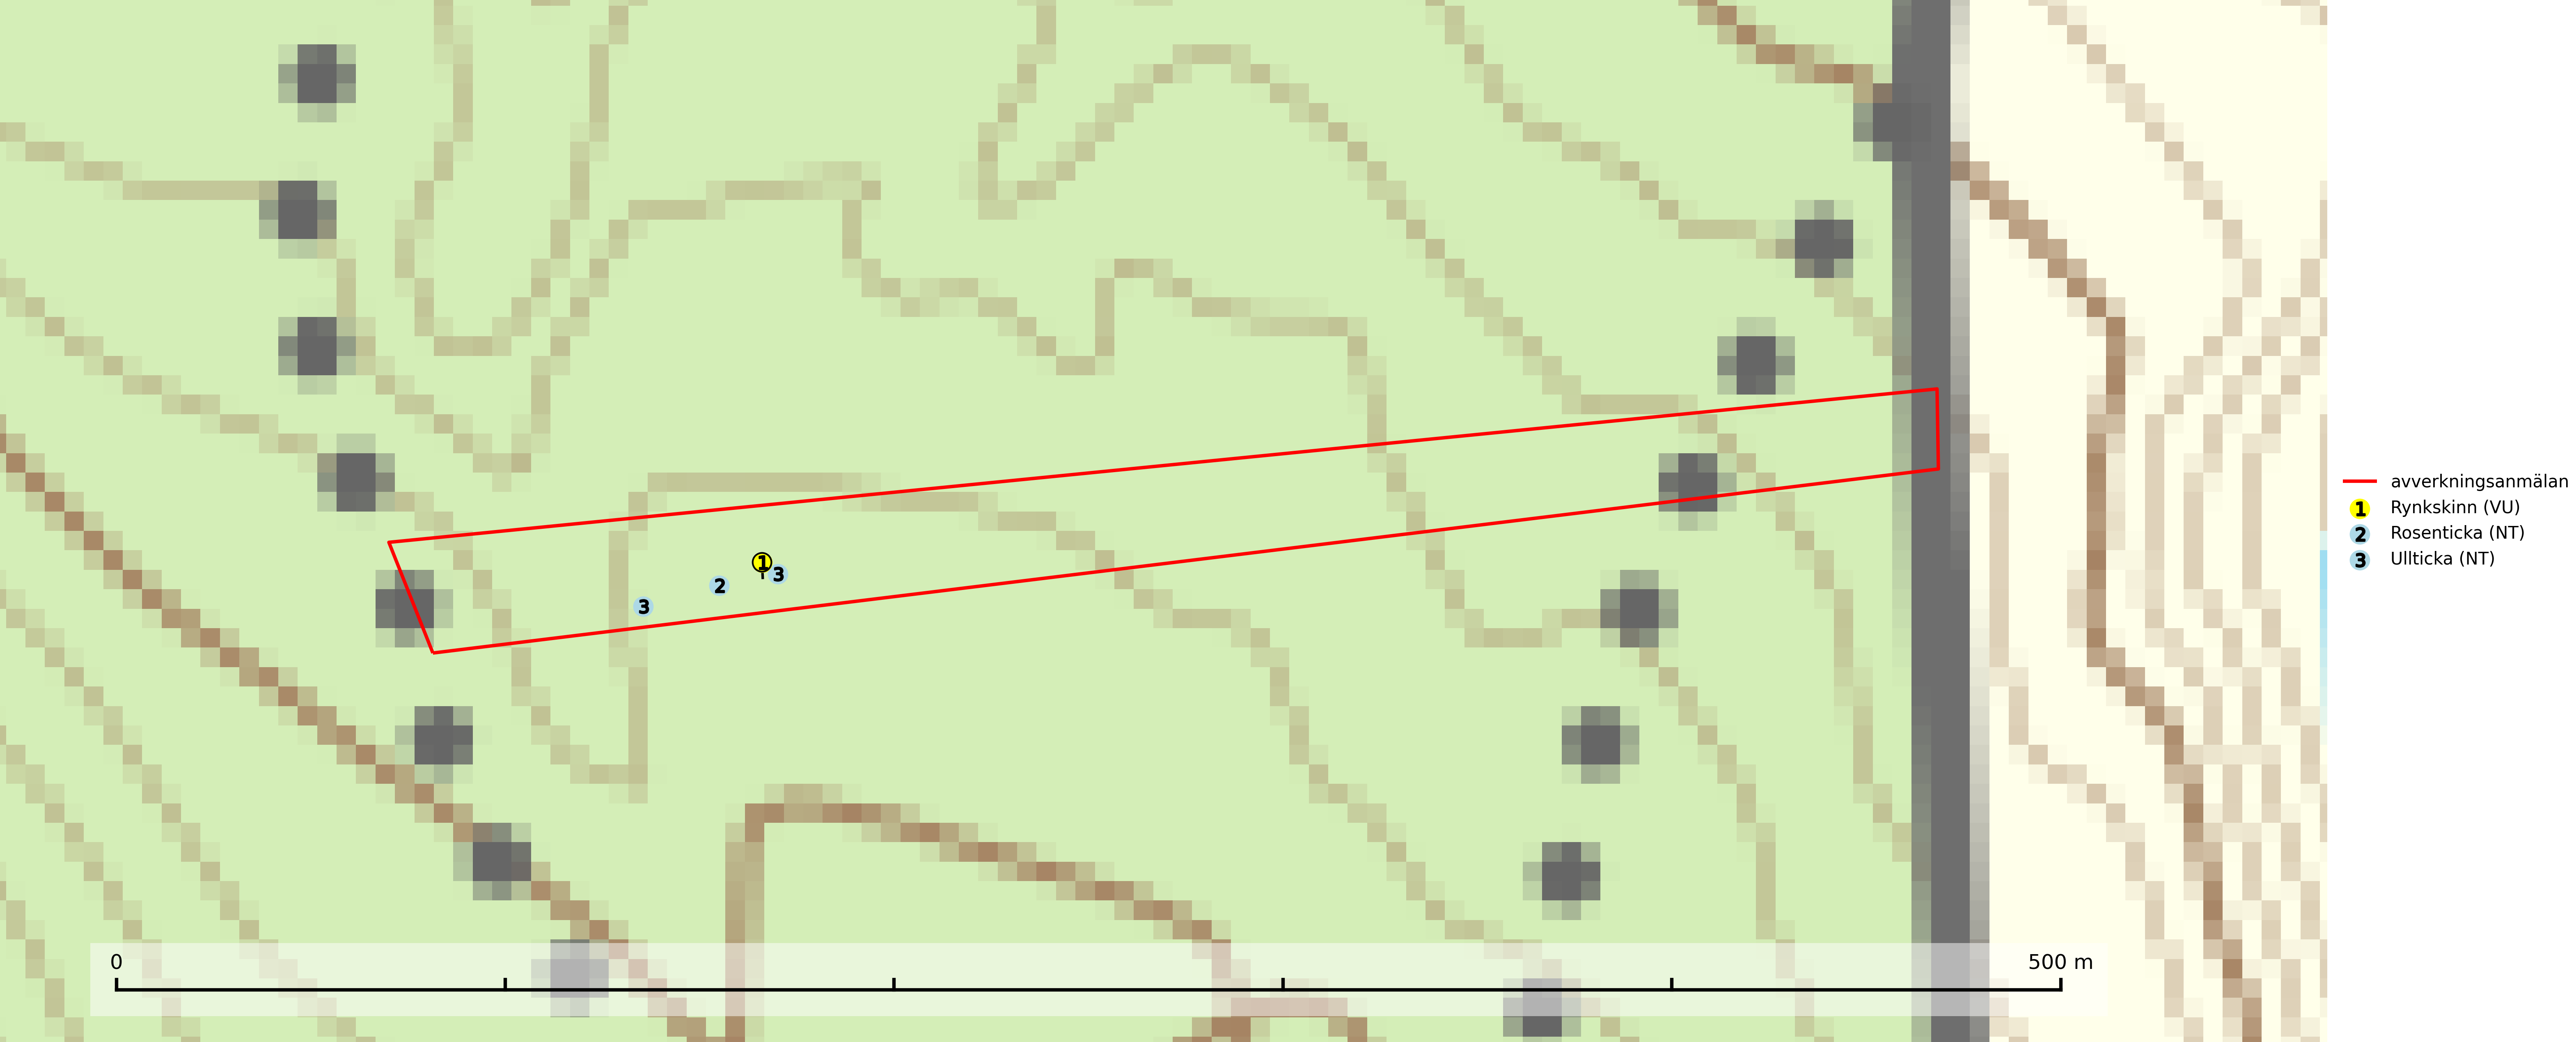 avverkningsanmälan
1 Rynkskinn (VU)
2 Rosenticka (NT)
3 Ullticka (NT)
1
3
2
3
0 500 m